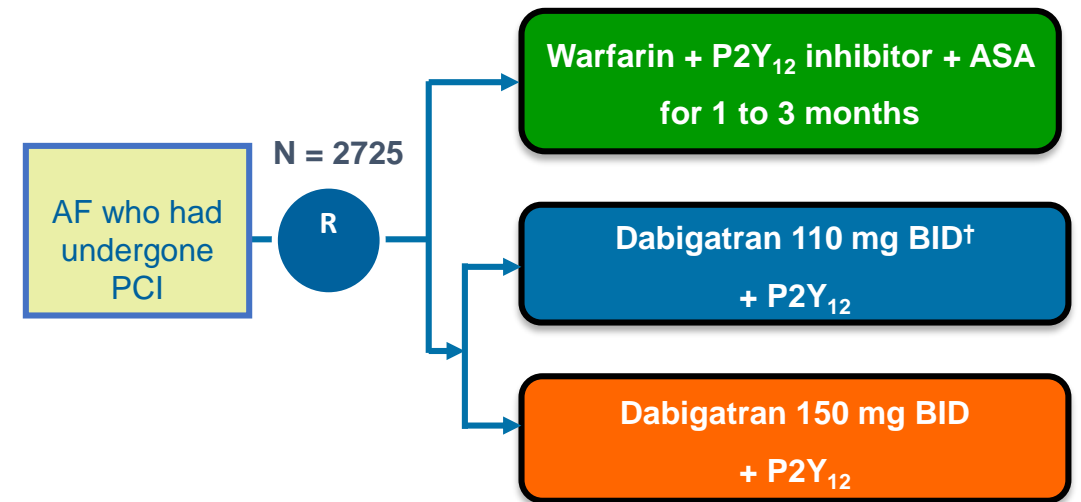 Warfarin + P2Y₁₂ inhibitor + ASA
for 1 to 3 months
N = 2725
AF who had
undergone
PCI
R
Dabigatran 110 mg BID†
+ P2Y₁₂
Dabigatran 150 mg BID
+ P2Y₁₂